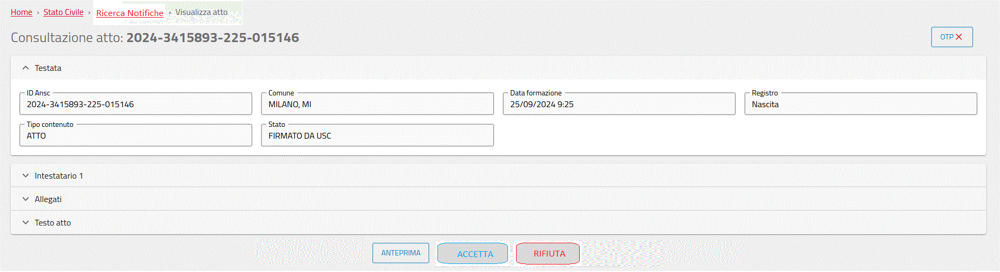 Home › Stato Civile › Ricerca Notifiche › Visualizza atto
Consultazione atto: 2024-3415893-225-015146
OTP
Testata
ID Ansc
2024-3415893-225-015146
Comune
MILANO, MI
Data formazione
25/09/2024 9:25
Registro
Nascita
Tipo contenuto
ATTO
Stato
FIRMATO DA USC
Intestatario 1
Allegati
Testo atto
ANTEPRIMA
ACCETTA
RIFIUTA